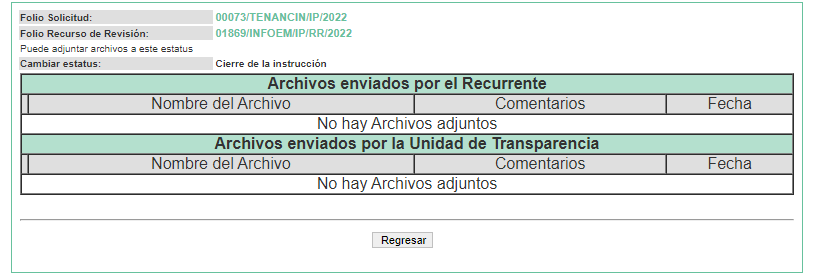 Folio Solicitud: 00073/TENANCIN/IP/2022
Folio Recurso de Revisión: 01869/INFOEM/IP/RR/2022
Puede adjuntar archivos a este estatus
Cambiar estatus: Cierre de la instrucción
Archivos enviados por el Recurrente
Nombre del Archivo Comentarios Fecha
No hay Archivos adjuntos
Archivos enviados por la Unidad de Transparencia
Nombre del Archivo Comentarios Fecha
No hay Archivos adjuntos
Regresar